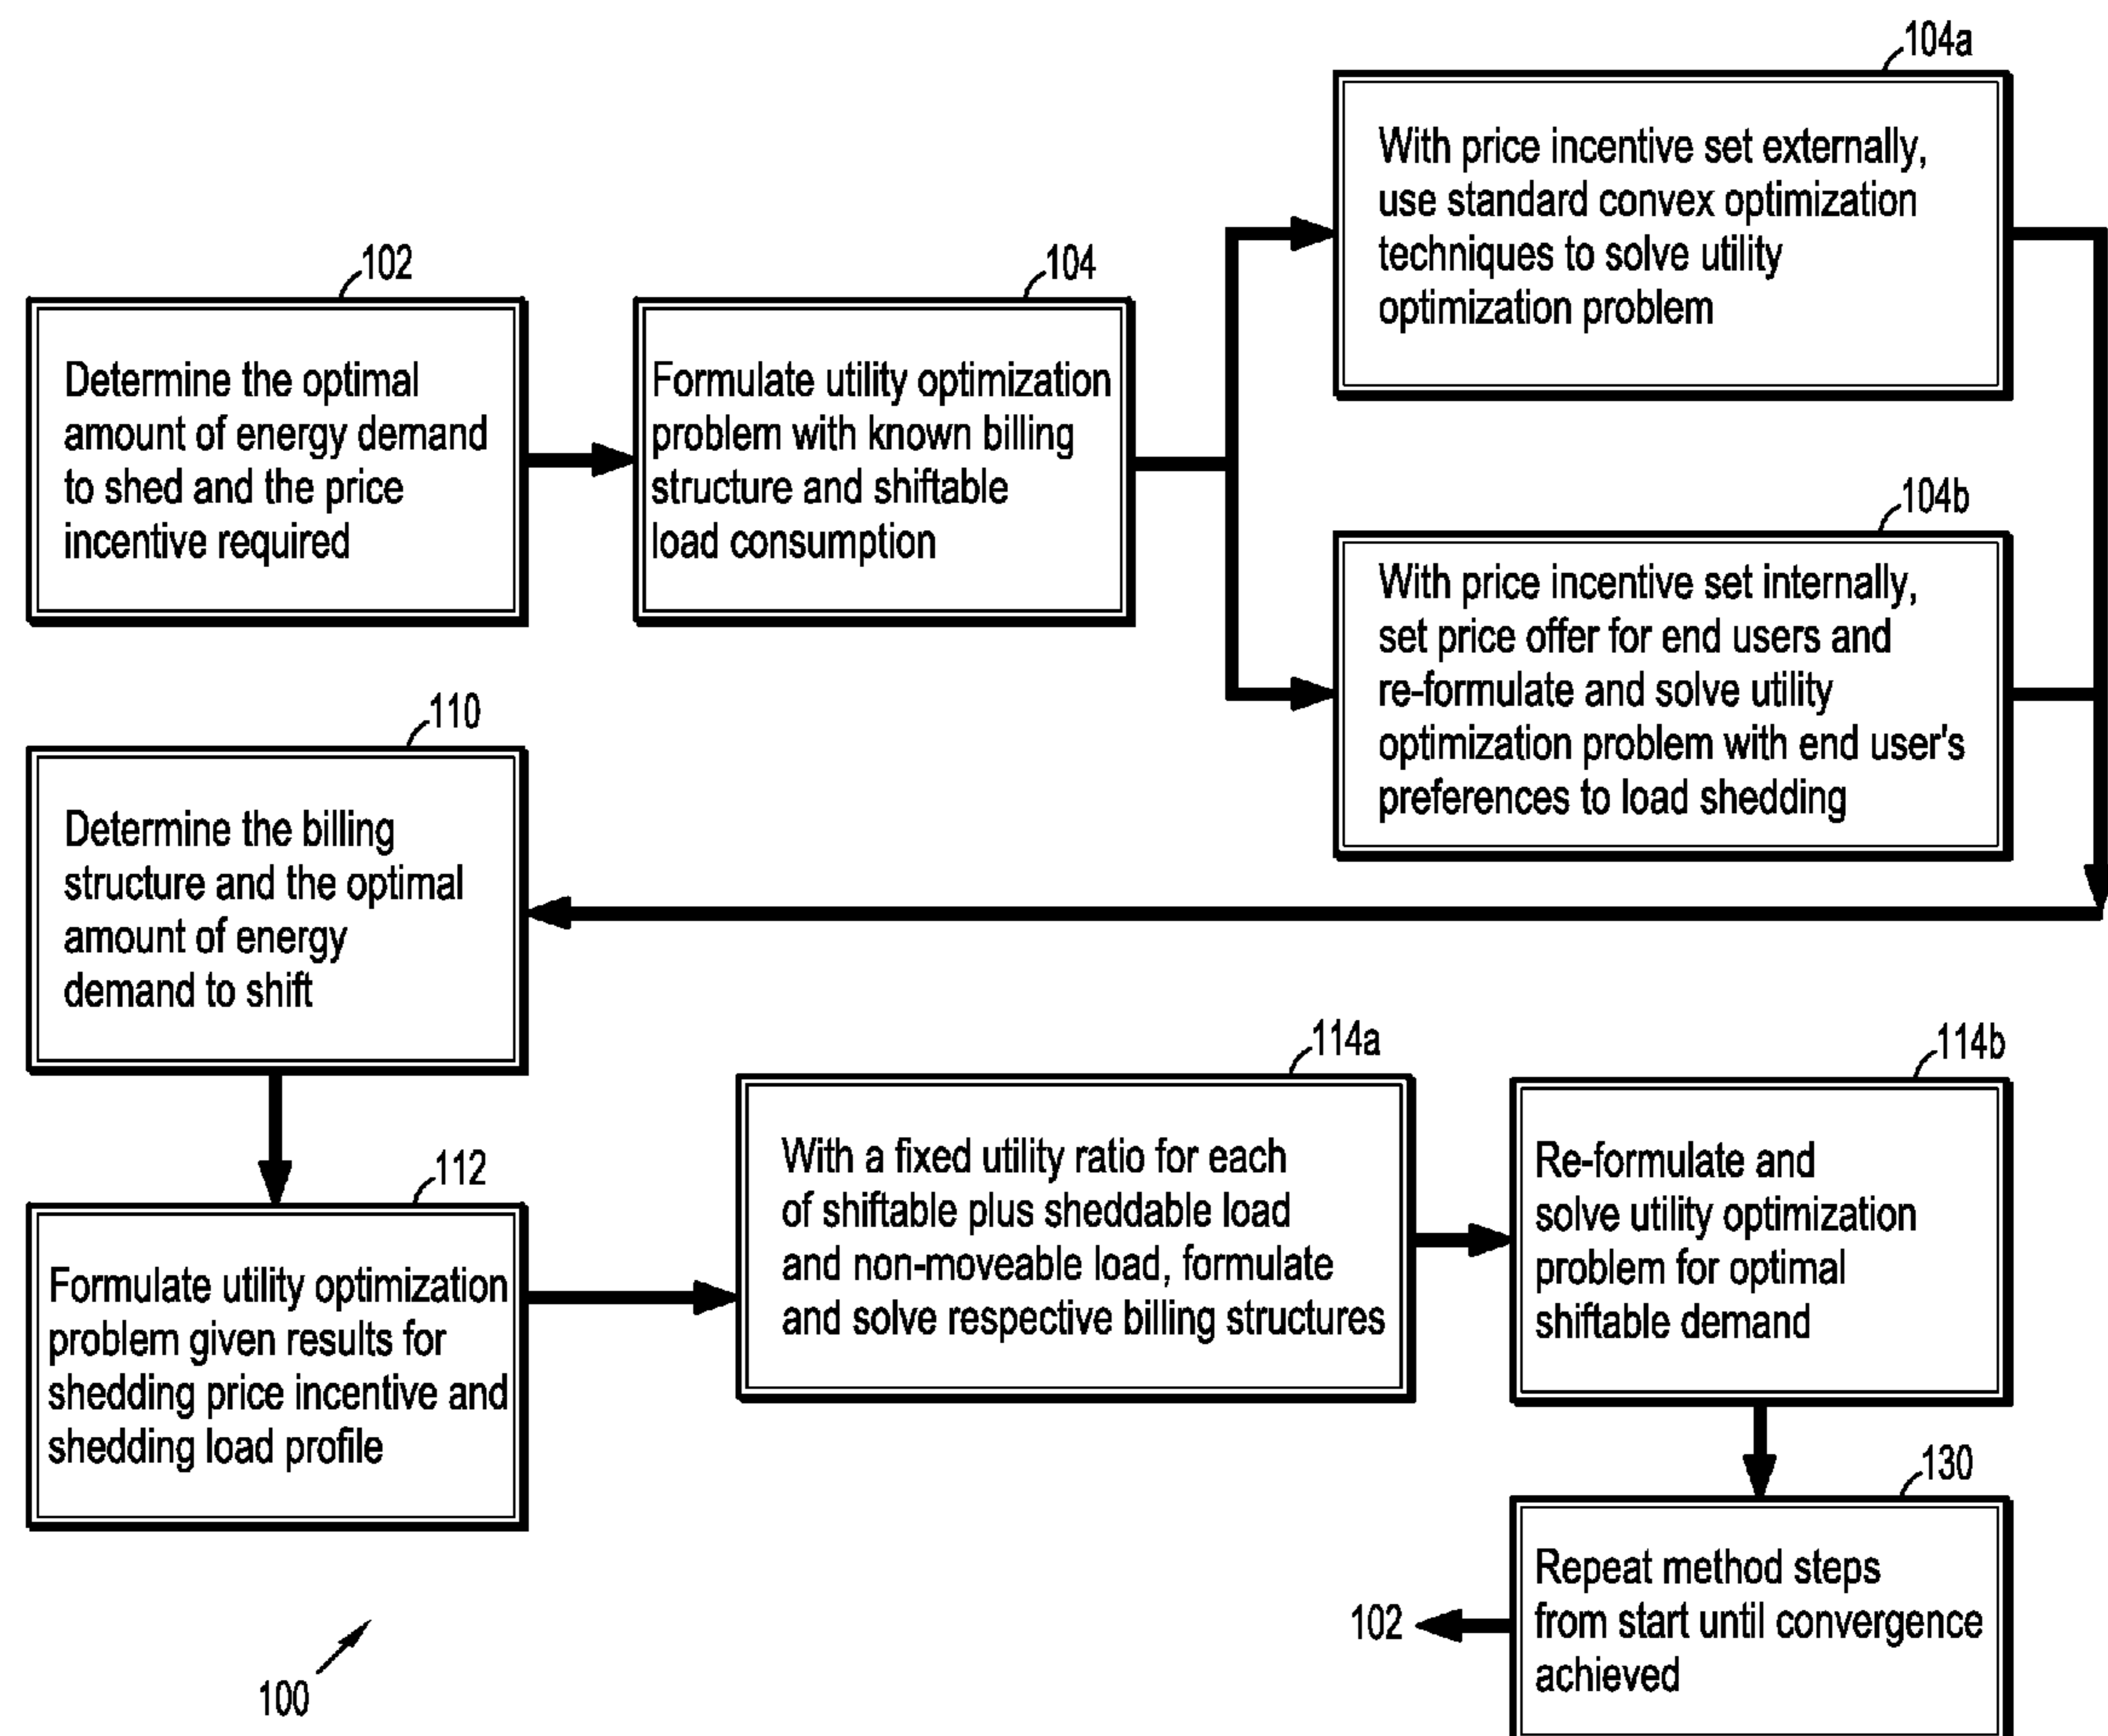 104a
With price incentive set externally,
use standard convex optimization
techniques to solve utility
optimization problem
102
Determine the optimal
amount of energy demand
to shed and the price
incentive required
104
Formulate utility optimization
problem with known billing
structure and shiftable
load consumption
104b
With price incentive set internally,
set price offer for end users and
re-formulate and solve utility
optimization problem with end user's
preferences to load shedding
110
Determine the billing
structure and the optimal
amount of energy
demand to shift
112
Formulate utility optimization
problem given results for
shedding price incentive and
shedding load profile
114a
With a fixed utility ratio for each
of shiftable plus sheddable load
and non-moveable load, formulate
and solve respective billing structures
114b
Re-formulate and
solve utility optimization
problem for optimal
shiftable demand
130
Repeat method steps
from start until convergence
achieved
102
100